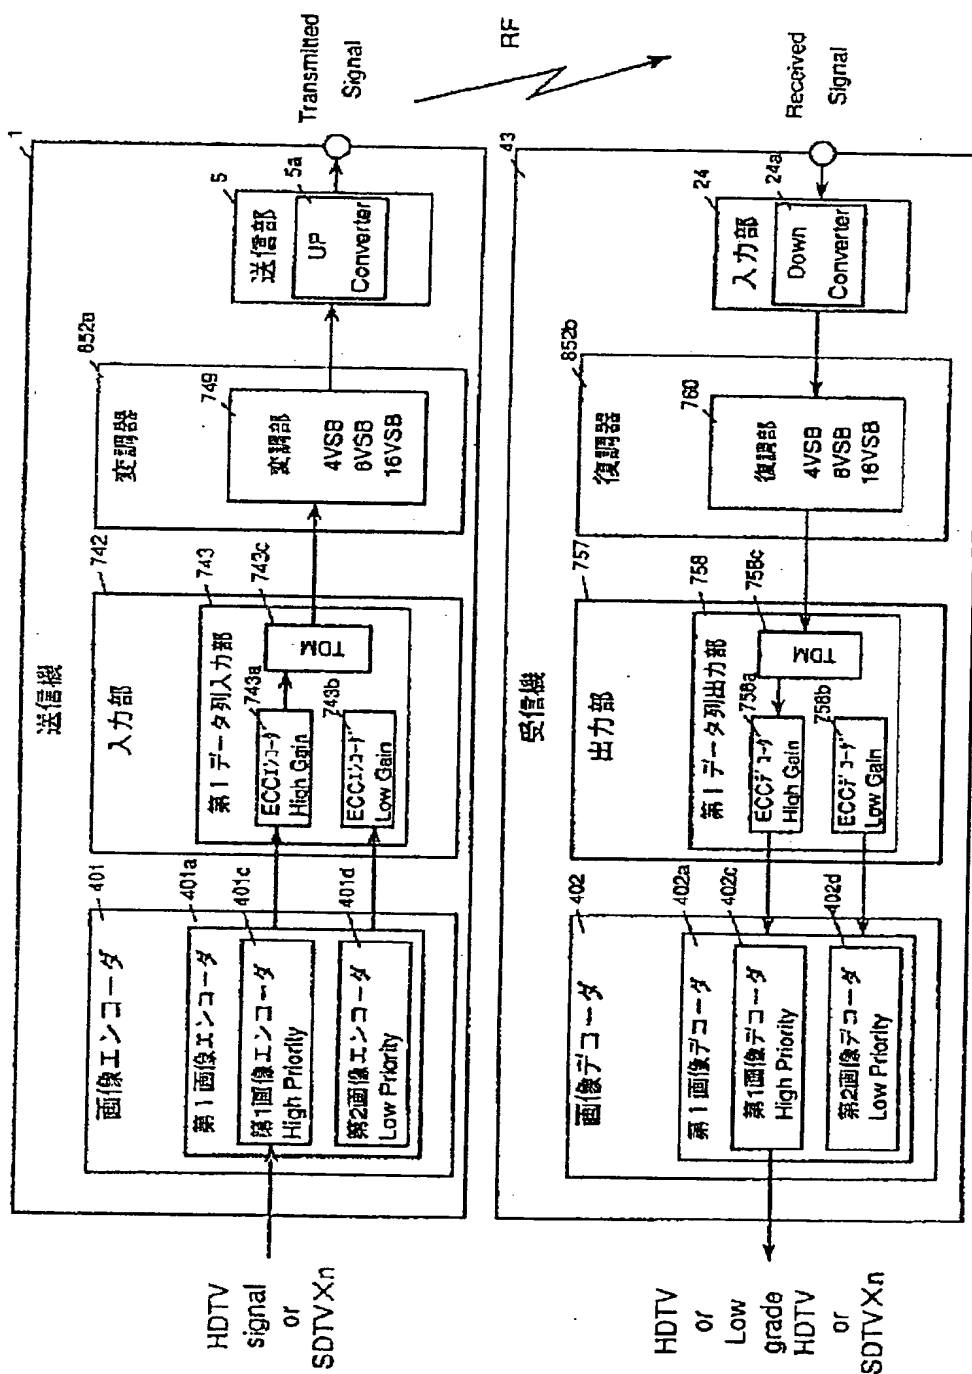 HDTV
signal
or
SDTVXn
送信機
1
画像エンコーダ
401
第1画像エンコーダ
401a
第1画像エンコーダ
High Priority
401c
第2画像エンコーダ
Low Priority
401d
入力部
742
第1データ列入力部
743
ECCエンコーダ
High Gain
743a
ECCエンコーダ
Low Gain
743b
TDM
743c
変調器
852a
変調部
4VSB
8VSB
16VSB
749
送信部
5
UP
Converter
5a
Transmitted
Signal
RF
受信機
43
HDTV
or
Low
grade
HDTV
or
SDTVXn
画像デコーダ
402
第1画像デコーダ
402a
第1画像デコーダ
High Priority
402c
第2画像デコーダ
Low Priority
402d
出力部
757
第1データ列出力部
758
ECCデコーダ
High Gain
758a
ECCデコーダ
Low Gain
758b
TDM
758c
復調器
852b
復調部
4VSB
8VSB
16VSB
760
入力部
24
Down
Converter
24a
Received
Signal